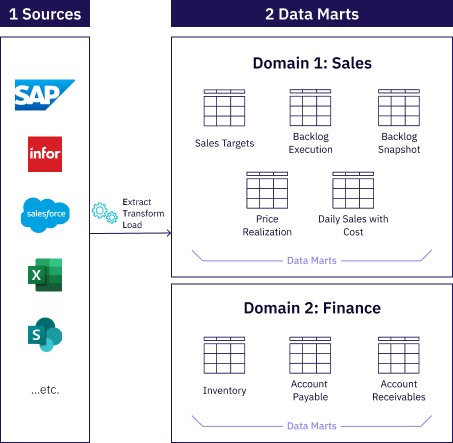 1 Sources
2 Data Marts
SAP
infor
salesforce
X
S
...etc.
Extract
Transform
Load
Domain 1: Sales
Sales Targets
Backlog
Execution
Backlog
Snapshot
Price
Realization
Daily Sales with
Cost
Data Marts
Domain 2: Finance
Inventory
Account
Payable
Account
Receivables
Data Marts